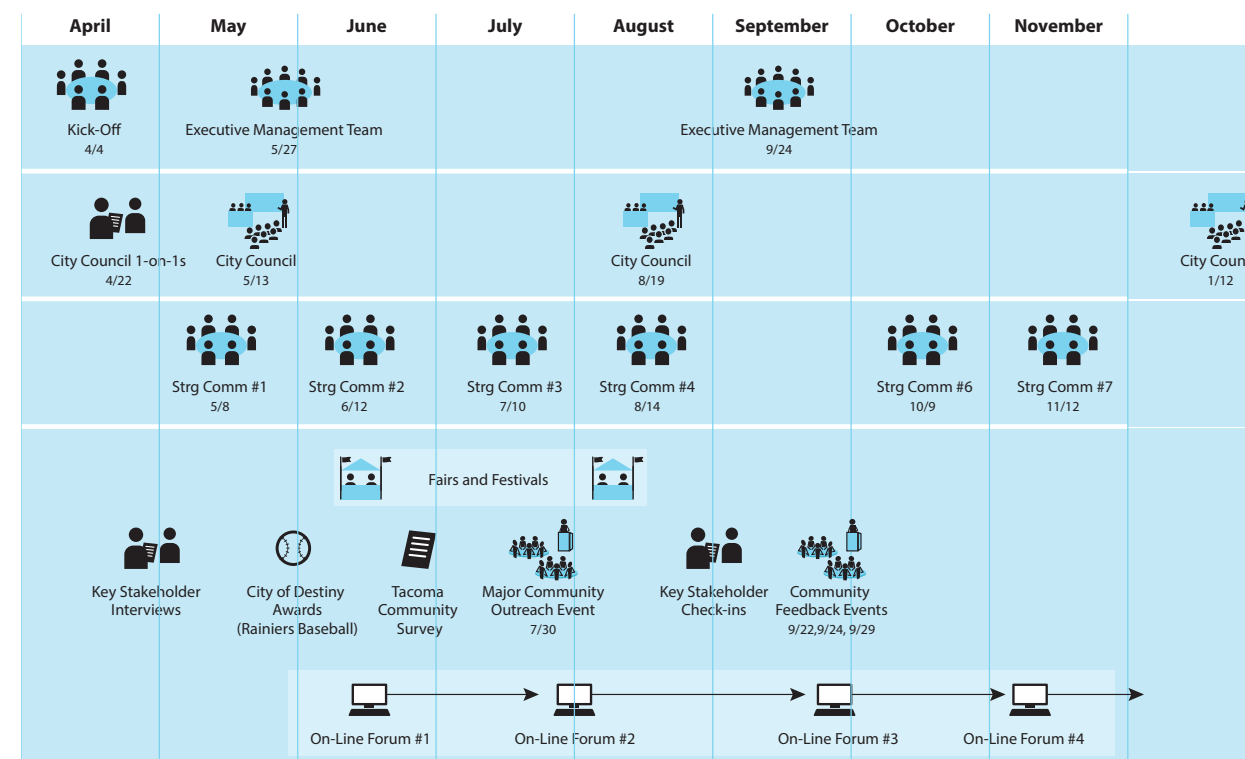 April May June July August September October November
Kick-Off
4/4
Executive Management Team
5/27
Executive Management Team
9/24
City Council 1-on-1s
4/22
City Council
5/13
City Council
8/19
City Coun
1/12
Strg Comm #1
5/8
Strg Comm #2
6/12
Strg Comm #3
7/10
Strg Comm #4
8/14
Strg Comm #6
10/9
Strg Comm #7
11/12
Fairs and Festivals
Key Stakeholder
Interviews
City of Destiny
Awards
(Rainiers Baseball)
Tacoma
Community
Survey
Major Community
Outreach Event
7/30
Key Stakeholder
Check-ins
Community
Feedback Events
9/22,9/24, 9/29
On-Line Forum #1
On-Line Forum #2
On-Line Forum #3
On-Line Forum #4